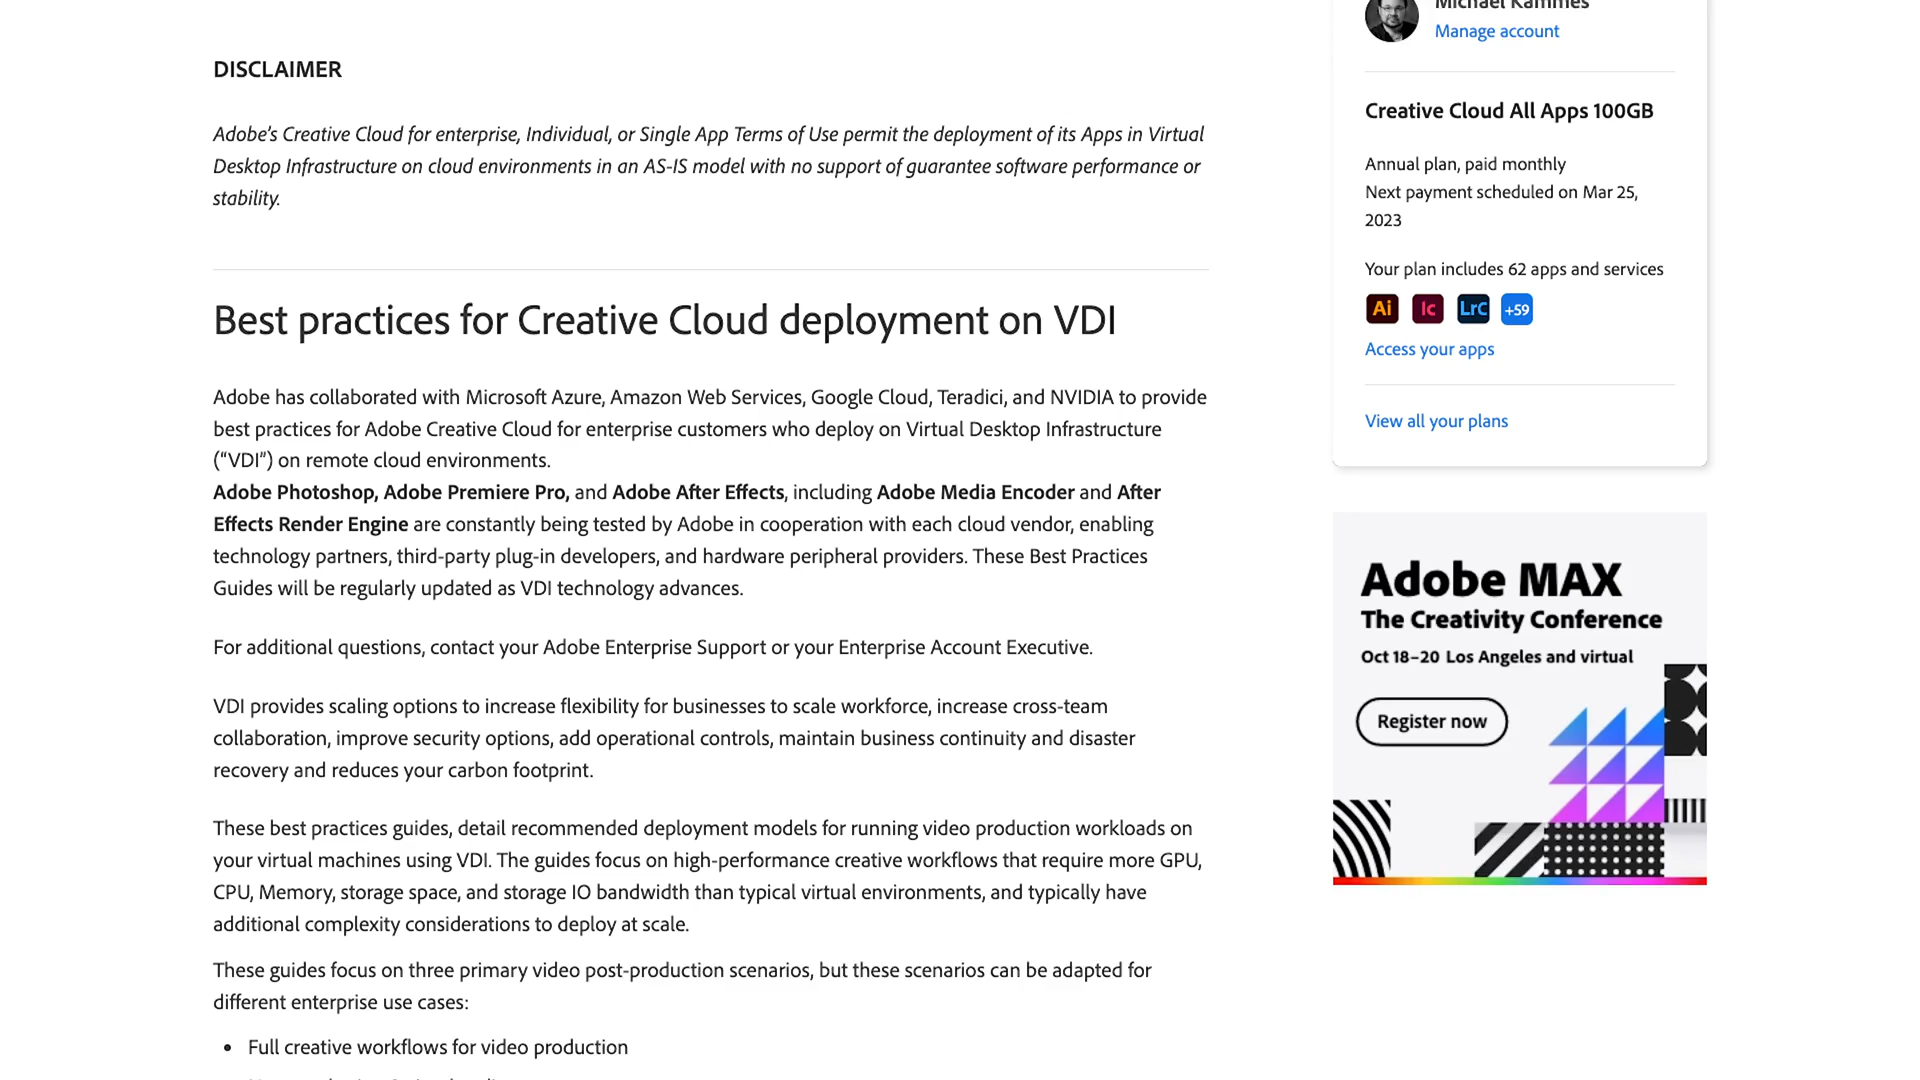 Michael Kammes
Manage account
DISCLAIMER
Adobe's Creative Cloud for enterprise, Individual, or Single App Terms of Use permit the deployment of its Apps in Virtual
Desktop Infrastructure on cloud environments in an AS-IS model with no support of guarantee software performance or
stability.
Best practices for Creative Cloud deployment on VDI
Adobe has collaborated with Microsoft Azure, Amazon Web Services, Google Cloud, Teradici, and NVIDIA to provide
best practices for Adobe Creative Cloud for enterprise customers who deploy on Virtual Desktop Infrastructure
(“VDI”) on remote cloud environments.
Adobe Photoshop, Adobe Premiere Pro, and Adobe After Effects, including Adobe Media Encoder and After
Effects Render Engine are constantly being tested by Adobe in cooperation with each cloud vendor, enabling
technology partners, third-party plug-in developers, and hardware peripheral providers. These Best Practices
Guides will be regularly updated as VDI technology advances.
For additional questions, contact your Adobe Enterprise Support or your Enterprise Account Executive.
VDI provides scaling options to increase flexibility for businesses to scale workforce, increase cross-team
collaboration, improve security options, add operational controls, maintain business continuity and disaster
recovery and reduces your carbon footprint.
These best practices guides, detail recommended deployment models for running video production workloads on
your virtual machines using VDI. The guides focus on high-performance creative workflows that require more GPU,
CPU, Memory, storage space, and storage IO bandwidth than typical virtual environments, and typically have
additional complexity considerations to deploy at scale.
These guides focus on three primary video post-production scenarios, but these scenarios can be adapted for
different enterprise use cases:
• Full creative workflows for video production
Creative Cloud All Apps 100GB
Annual plan, paid monthly
Next payment scheduled on Mar 25,
2023
Your plan includes 62 apps and services
Ai Ic LrC +59
Access your apps
View all your plans
Adobe MAX
The Creativity Conference
Oct 18–20 Los Angeles and virtual
Register now